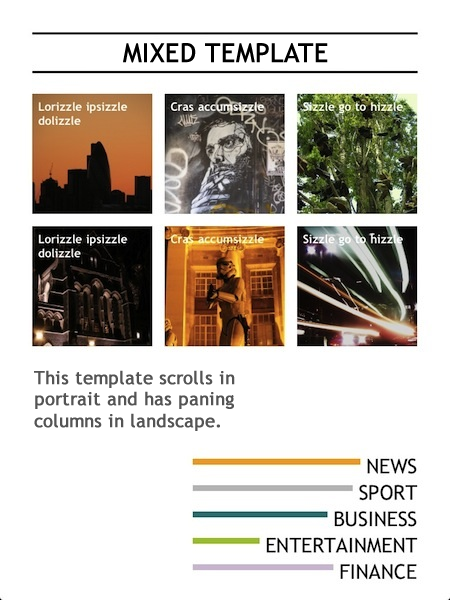 MIXED TEMPLATE
Lorizzle ipsizzle
dolizzle
Cras accumsizzle
Sizzle go to hizzle
Lorizzle ipsizzle
dolizzle
Cras accumsizzle
Sizzle go to hizzle
This template scrolls in
portrait and has paning
columns in landscape.
NEWS
SPORT
BUSINESS
ENTERTAINMENT
FINANCE